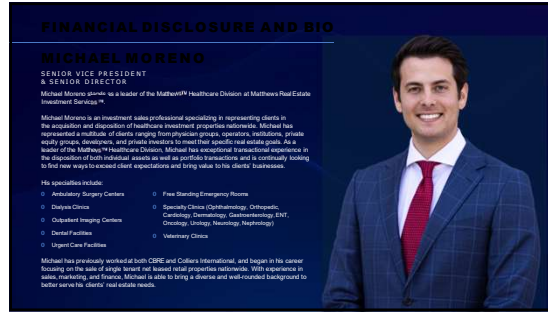 FINANCIAL DISCLOSURE AND BIO
MICHAEL MORENO
SENIOR VICE PRESIDENT
& SENIOR DIRECTOR
Michael Moreno stands as a leader of the Matthews™ Healthcare Division at Matthews Real Estate
Investment Services™.
Michael Moreno is an investment sales professional specializing in representing clients in
the acquisition and disposition of healthcare investment properties nationwide. Michael has
represented a multitude of clients ranging from physician groups, operators, institutions, private
equity groups, developers, and private investors to meet their specific real estate goals. As a
leader of the Matthews™ Healthcare Division, Michael has exceptional transactional experience in
the disposition of both individual assets as well as portfolio transactions and is continually looking
to find new ways to exceed client expectations and bring value to his clients' businesses.
His specialties include:
Ambulatory Surgery Centers
Dialysis Clinics
Outpatient Imaging Centers
Dental Facilities
Urgent Care Facilities
Free Standing Emergency Rooms
Specialty Clinics (Ophthalmology, Orthopedic,
Cardiology, Dermatology, Gastroenterology, ENT,
Oncology, Urology, Neurology, Nephrology)
Veterinary Clinics
Michael has previously worked at both CBRE and Colliers International, and began in his career
focusing on the sale of single tenant net leased retail properties nationwide. With experience in
sales, marketing, and finance, Michael is able to bring a diverse and well-rounded background to
better serve his clients' real estate needs.